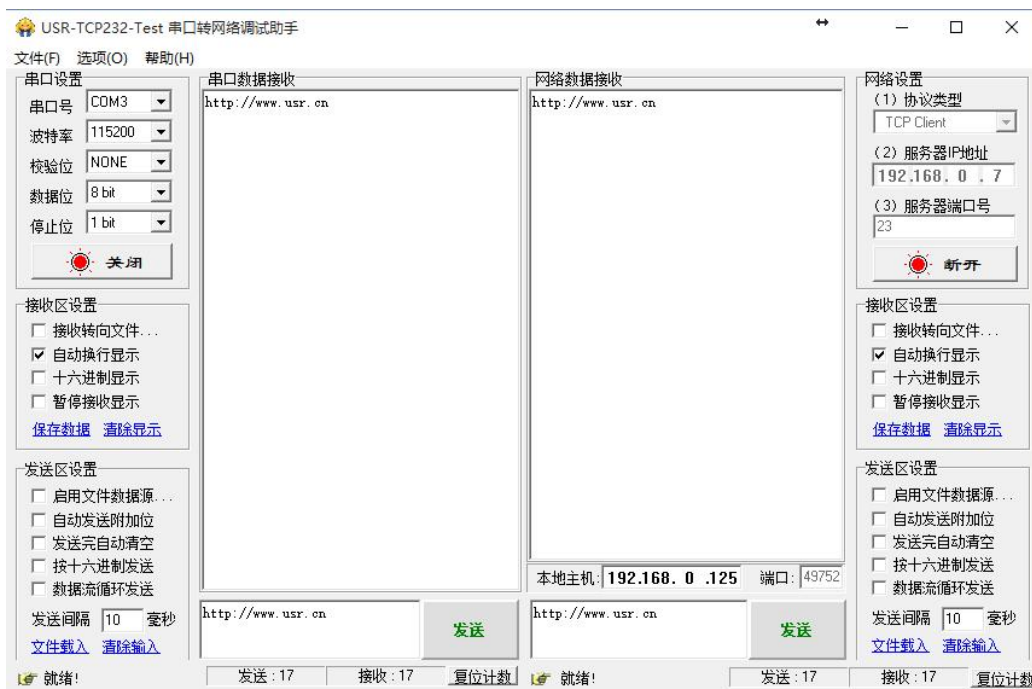 USR-TCP232-Test 串口转网络调试助手
文件(F) 选项(O) 帮助(H)
串口设置
串口号 COM3
波特率 115200
校验位 NONE
数据位 8 bit
停止位 1 bit
关闭
接收区设置
接收转向文件...
自动换行显示
十六进制显示
暂停接收显示
保存数据 清除显示
发送区设置
启用文件数据源...
自动发送附加位
发送完自动清空
按十六进制发送
数据流循环发送
发送间隔 10 毫秒
文件载入 清除输入
串口数据接收
http://www.usr.cn
http://www.usr.cn
发送
网络数据接收
http://www.usr.cn
本地主机: 192.168. 0 .125 端口: 49752
http://www.usr.cn
发送
网络设置
(1) 协议类型
TCP Client
(2) 服务器IP地址
192.168. 0 . 7
(3) 服务器端口号
23
断开
接收区设置
接收转向文件...
自动换行显示
十六进制显示
暂停接收显示
保存数据 清除显示
发送区设置
启用文件数据源...
自动发送附加位
发送完自动清空
按十六进制发送
数据流循环发送
发送间隔 10 毫秒
文件载入 清除输入
就绪! 发送:17 接收:17 复位计数
就绪! 发送:17 接收:17 复位计数